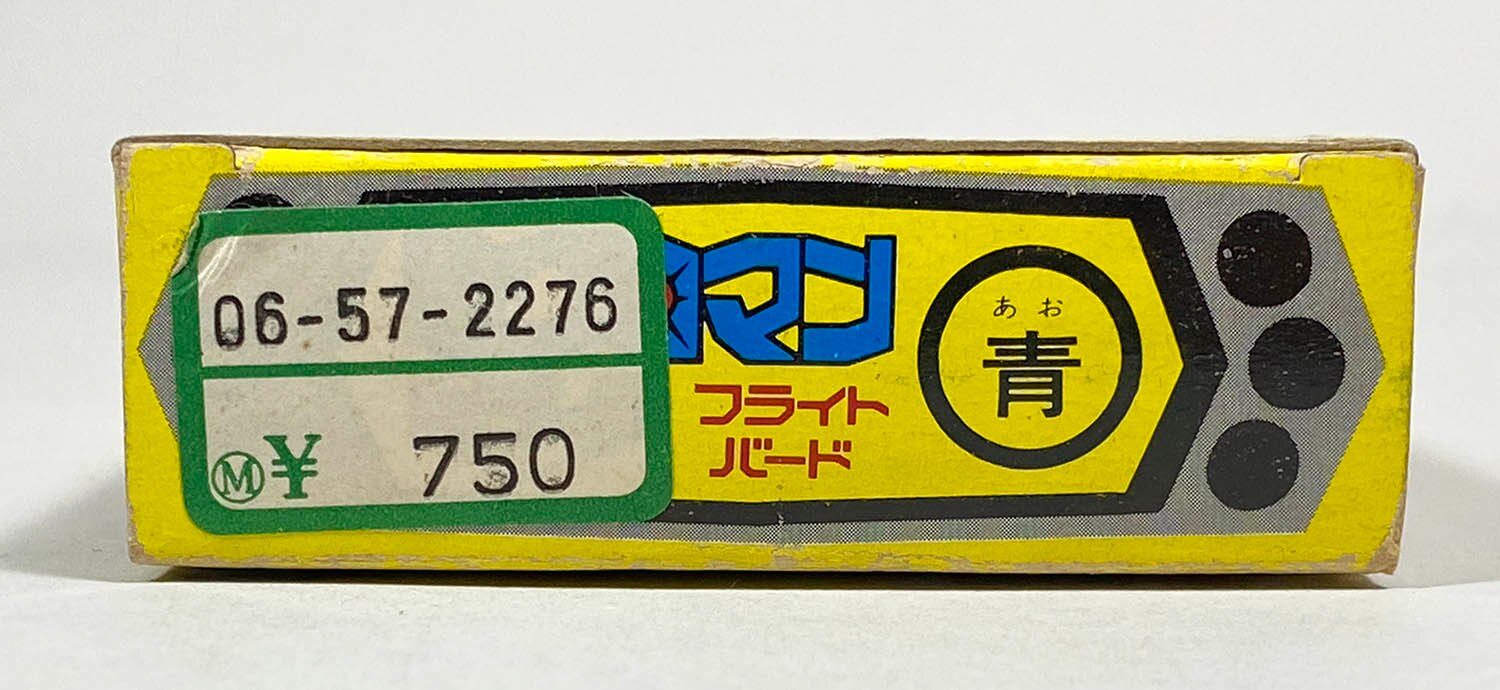 06-57-2276
Ⓜ¥ 750
マン
フライト
バード
あお
青